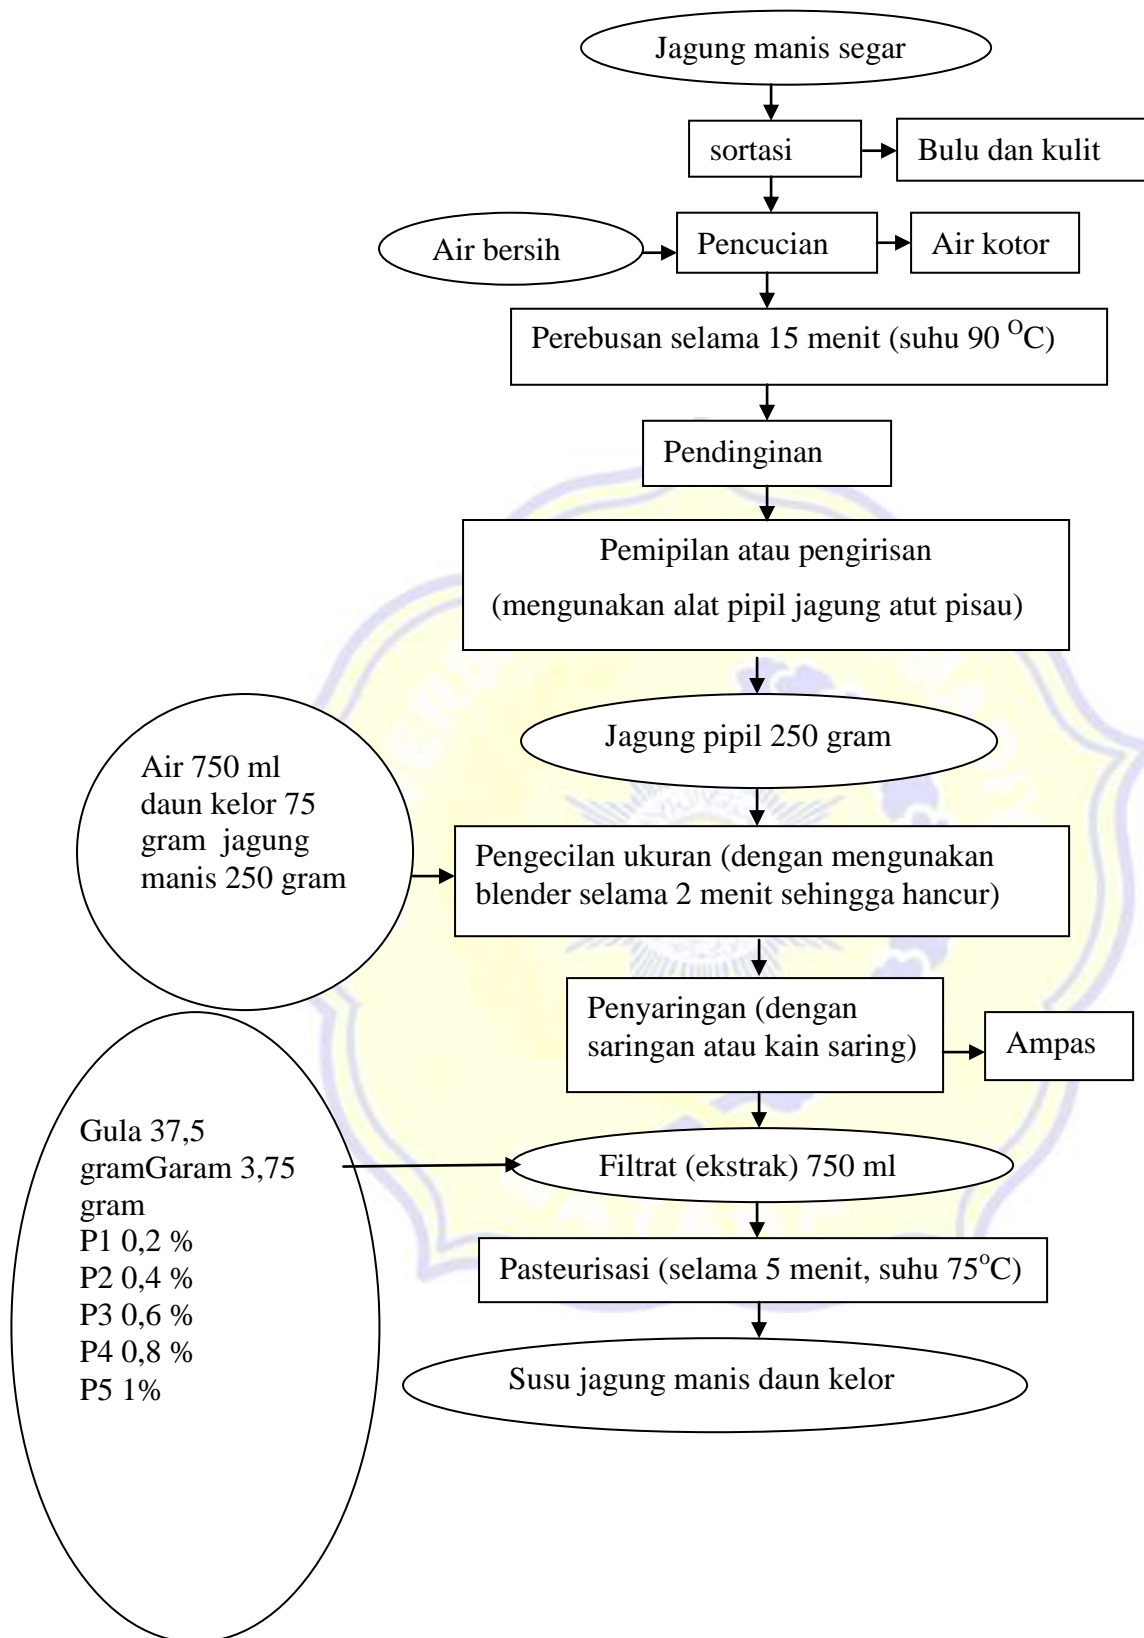 Jagung manis segar
sortasi
Bulu dan kulit
Air bersih
Pencucian
Air kotor
Perebusan selama 15 menit (suhu 90 ᴼC)
Pendinginan
Pemipilan atau pengirisan
(mengunakan alat pipil jagung atut pisau)
Jagung pipil 250 gram
Air 750 ml
daun kelor 75
gram jagung
manis 250 gram
Pengecilan ukuran (dengan mengunakan
blender selama 2 menit sehingga hancur)
Penyaringan (dengan
saringan atau kain saring)
Ampas
Gula 37,5
gramGaram 3,75
gram
P1 0,2 %
P2 0,4 %
P3 0,6 %
P4 0,8 %
P5 1%
Filtrat (ekstrak) 750 ml
Pasteurisasi (selama 5 menit, suhu 75°C)
Susu jagung manis daun kelor